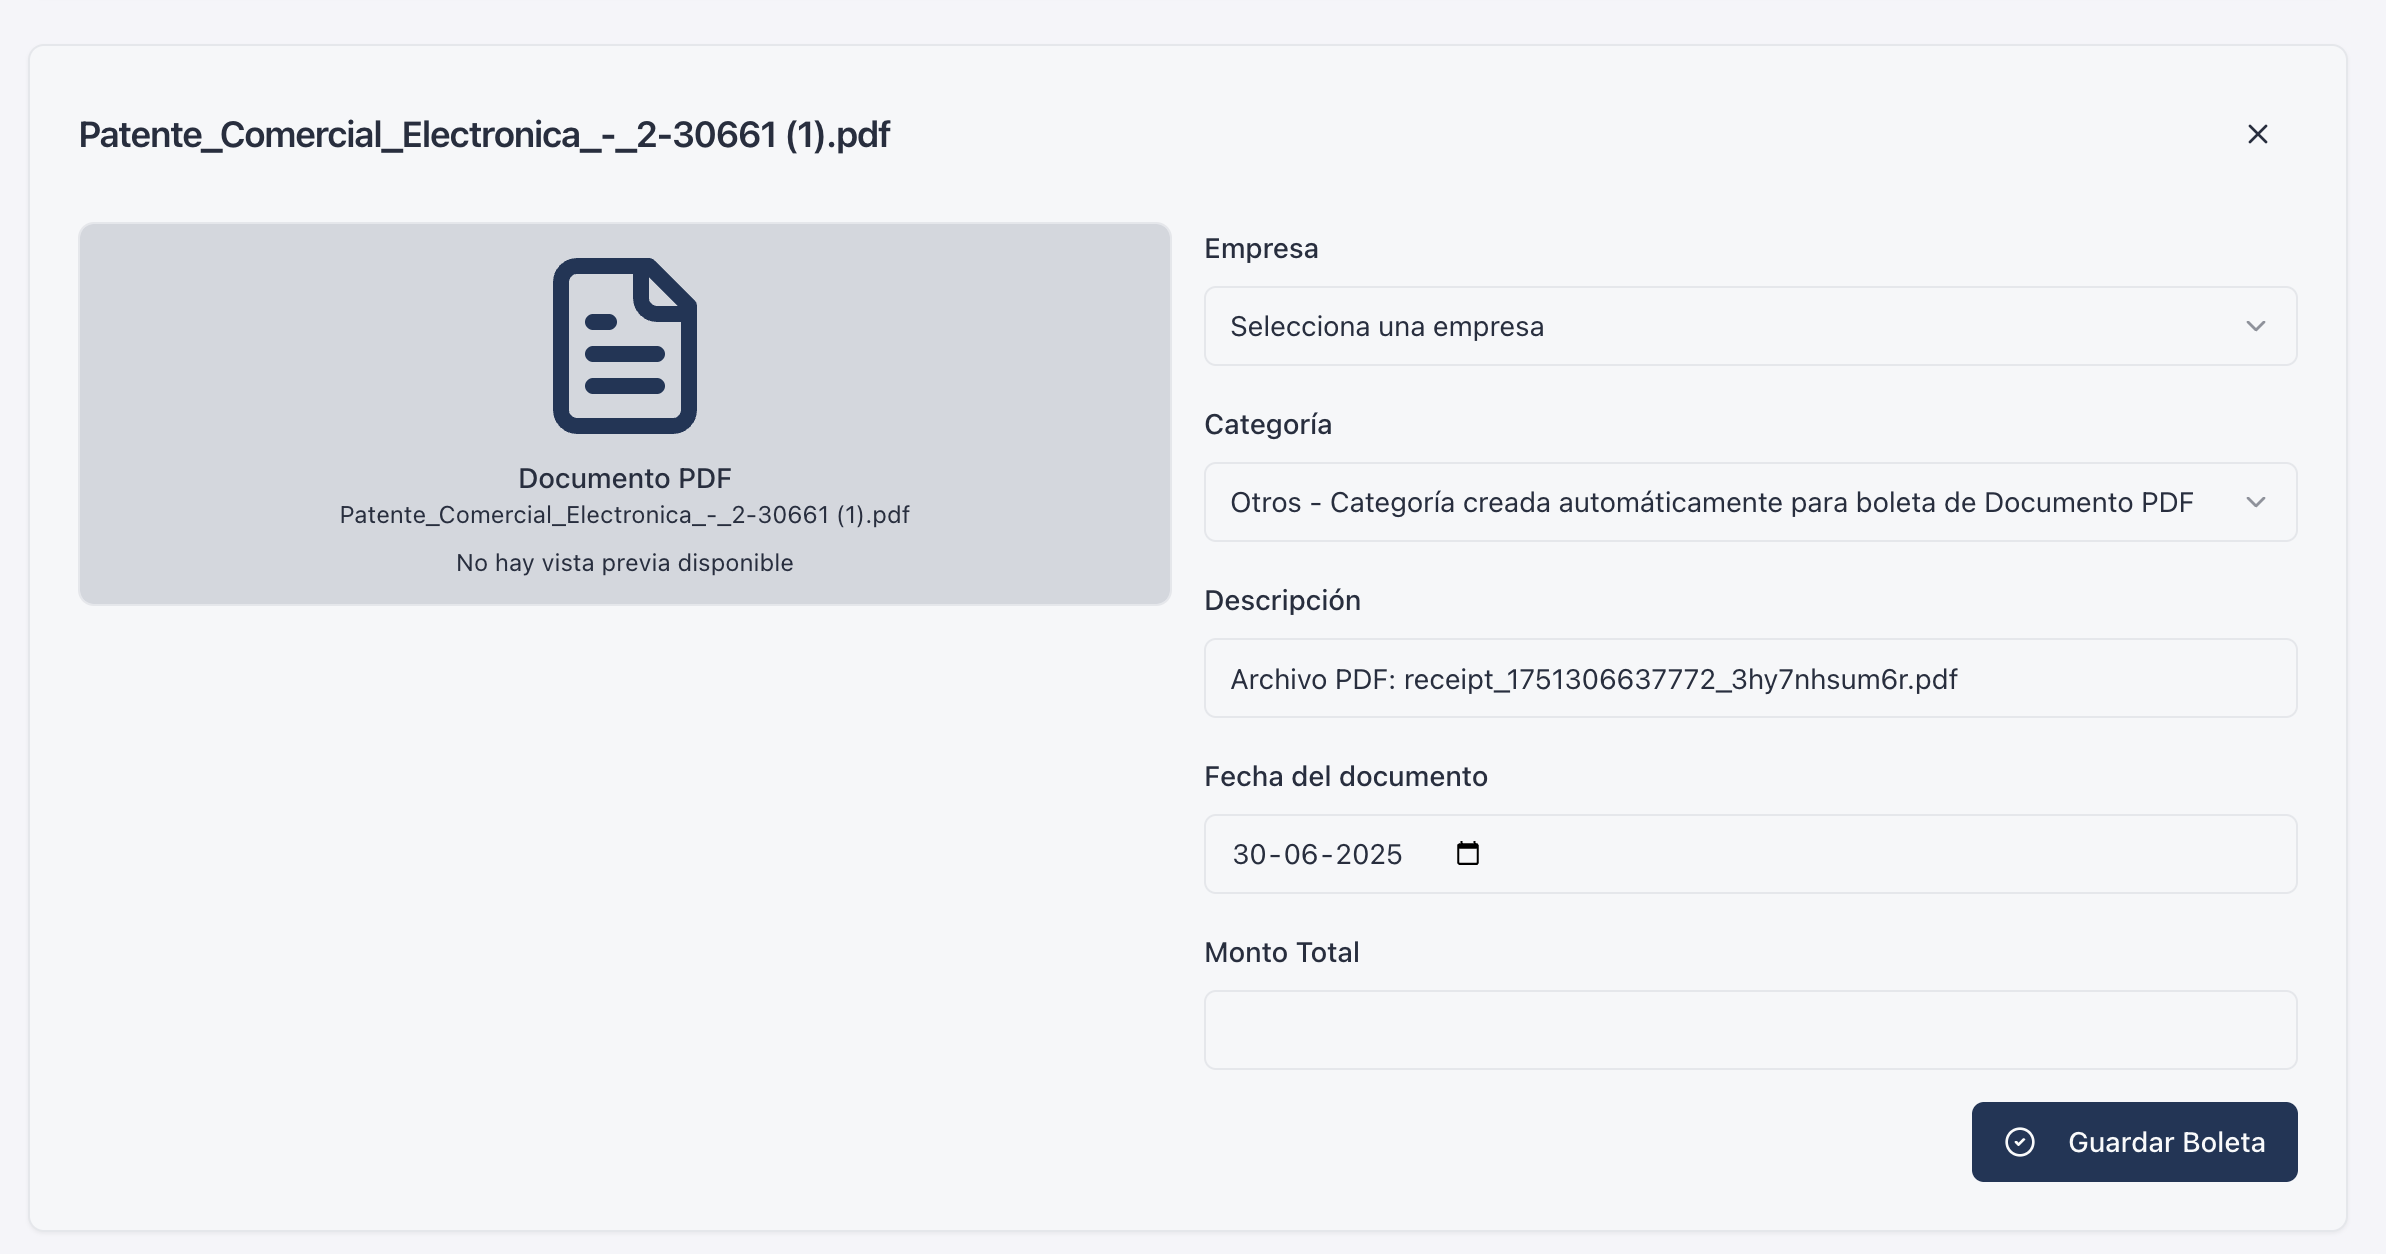 Patente_Comercial_Electronica_-_2-30661 (1).pdf
Documento PDF
Patente_Comercial_Electronica_-_2-30661 (1).pdf
No hay vista previa disponible
Empresa
Selecciona una empresa
Categoría
Otros - Categoría creada automáticamente para boleta de Documento PDF
Descripción
Archivo PDF: receipt_1751306637772_3hy7nhsum6r.pdf
Fecha del documento
30-06-2025
Monto Total
Guardar Boleta